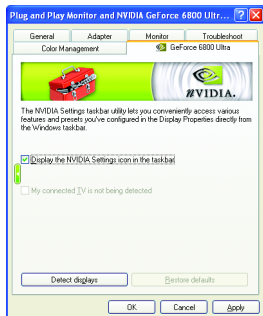 Plug and Play Monitor and NVIDIA GeForce 6800 Ultr...
General Adapter Monitor Troubleshoot
Color Management GeForce 6800 Ultra
nVIDIA.
The NVIDIA Settings taskbar utility lets you conveniently access various
features and presets you've configured in the Display Properties directly from
the Windows taskbar.
Display the NVIDIA Settings icon in the taskbar
My connected TV is not being detected
Detect displays Restore defaults
OK Cancel Apply